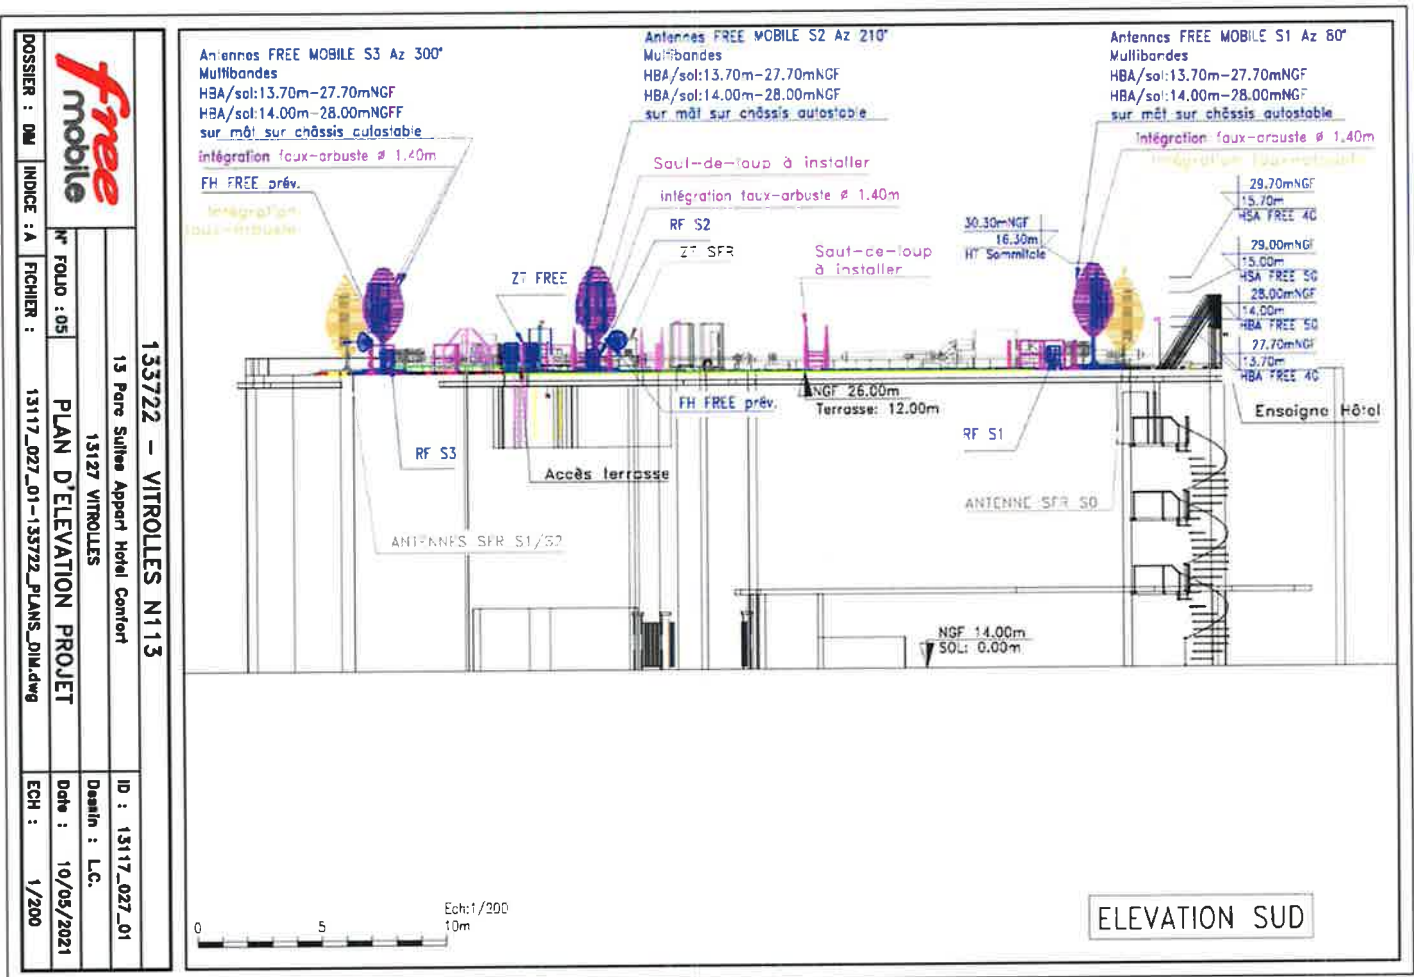 Antennes FREE MOBILE S3 Az 300°
Multibandes
HBA/sol:13.70m-27.70mNGF
HBA/sol:14.00m-28.00mNGFF
sur mât sur châssis autostable
intégration faux-arbuste ø 1.40m
FH FREE prév.
Intégration
faux-arbuste
Antennes FREE MOBILE S2 Az 210°
Multibandes
HBA/sol:13.70m-27.70mNGF
HBA/sol:14.00m-28.00mNGF
sur mât sur châssis autostable
Saut-de-loup à installer
intégration faux-arbuste ø 1.40m
RF S2
ZT SFR
ZT FREE
Saut-de-loup
à installer
Antennes FREE MOBILE S1 Az 80°
Multibandes
HBA/sol:13.70m-27.70mNGF
HBA/sol:14.00m-28.00mNGF
sur mât sur châssis autostable
intégration faux-arbuste ø 1.40m
Intégration faux-arbuste
30.30mNGF
16.30m
HT Sommitale
29.70mNGF
15.70m
HSA FREE 4G
29.00mNGF
15.00m
HSA FREE 5G
28.00mNGF
14.00m
HBA FREE 5G
27.70mNGF
13.70m
HBA FREE 4G
Enseigne Hôtel
NGF 26.00m
Terrasse: 12.00m
FH FREE prév.
RF S3
Accès terrasse
RF S1
ANTENNES SFR S1/S2
ANTENNE SFR S0
NGF 14.00m
SOL: 0.00m
Ech:1/200
0 5 10m
ELEVATION SUD
133722 - VITROLLES N113
13 Parc Suites Appart Hotel Confort
13127 VITROLLES
ID : 13117_027_01
Dessin : L.C.
free
mobile
N° FOLIO : 05
PLAN D'ELEVATION PROJET
Date : 10/05/2021
DOSSIER : DM
INDICE : A
FICHIER : 13117_027_01-133722_PLANS_DIM.dwg
ECH : 1/200